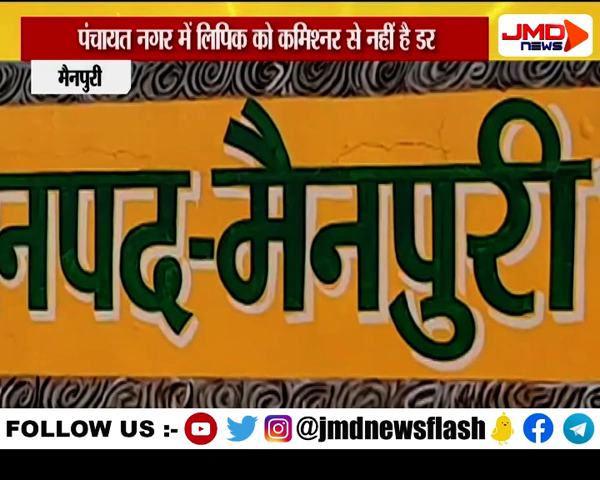 पंचायत नगर में लिपिक को कमिश्नर से नहीं है डर
JMD
NEWS
मैनपुरी
नपद-मैनपुरी
FOLLOW US :- @jmdnewsflash